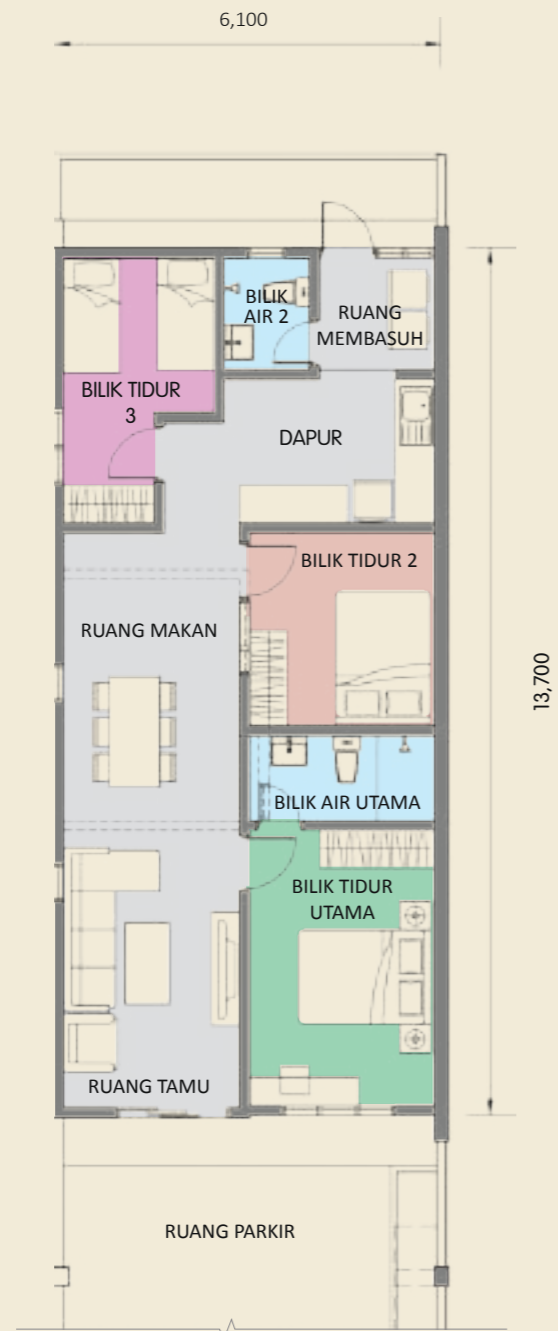 6,100
BILIK
AIR 2
RUANG
MEMBASUH
BILIK TIDUR
3
DAPUR
BILIK TIDUR 2
RUANG MAKAN
13,700
BILIK AIR UTAMA
BILIK TIDUR
UTAMA
RUANG TAMU
RUANG PARKIR